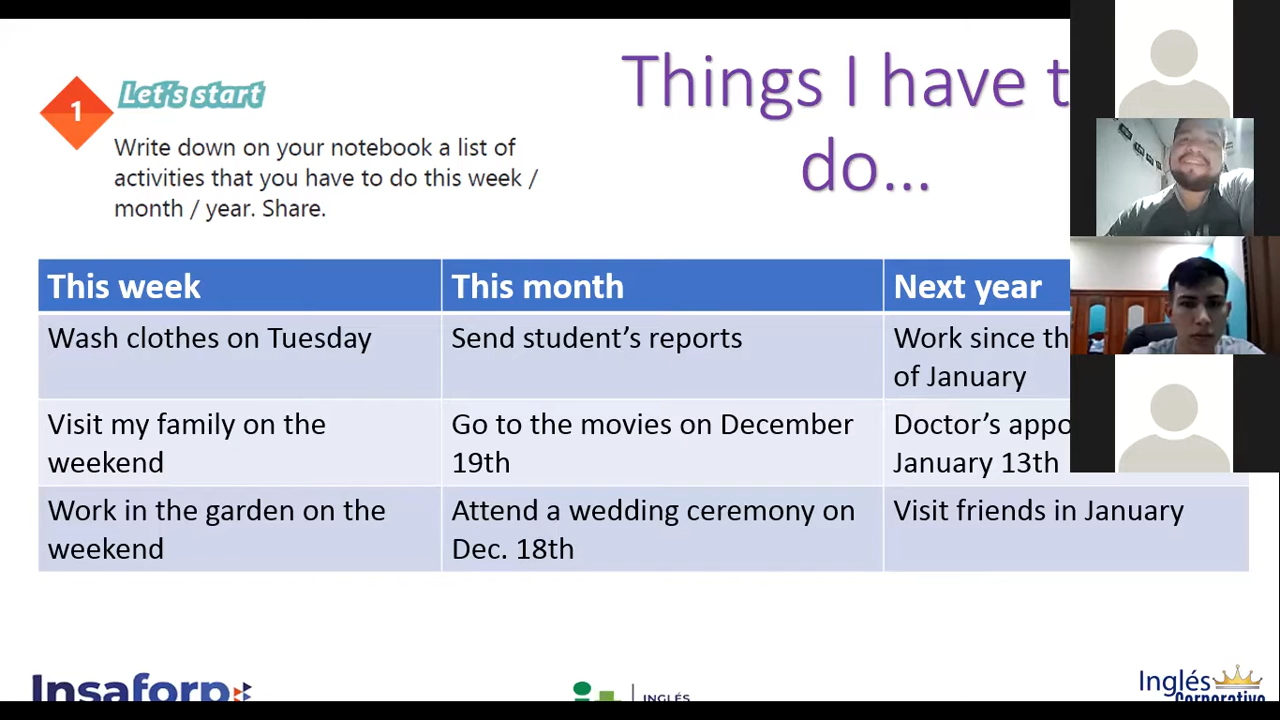 Things I have t
do...
1
Let's start
Write down on your notebook a list of
activities that you have to do this week /
month / year. Share.
This week
This month
Next year
Wash clothes on Tuesday
Send student's reports
Work since th
of January
Visit my family on the
weekend
Go to the movies on December
19th
Doctor's appo
January 13th
Work in the garden on the
weekend
Attend a wedding ceremony on
Dec. 18th
Visit friends in January
Insaforp
INGLÉS
Inglés
Corporativo